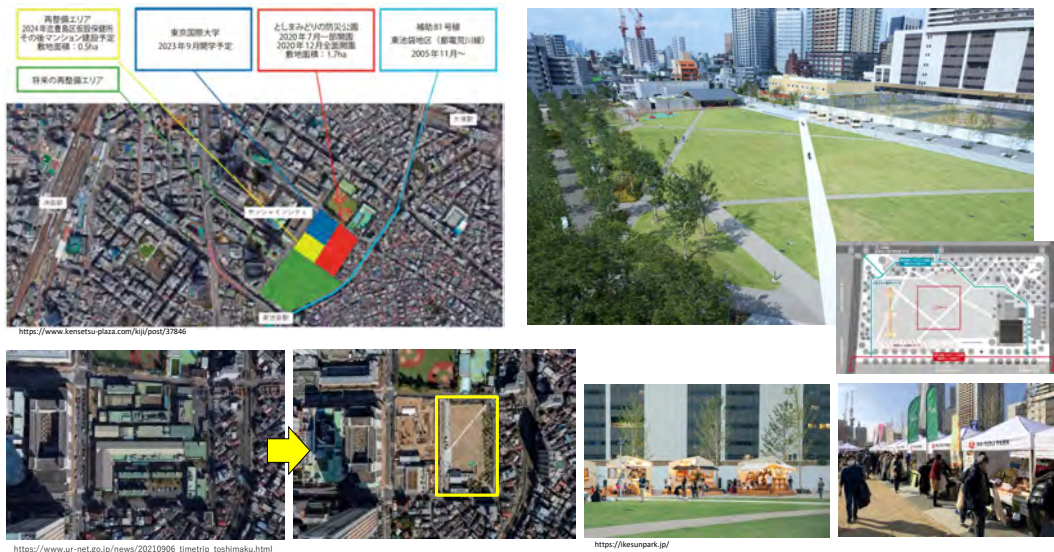 再整備エリア
2024年迄豊島区仮設保健所
その後マンション建設予定
敷地面積:0.5ha
東京国際大学
2023年9月開学予定
としまみどりの防災公園
2020年7月一部開園
2020年12月全面開園
敷地面積:1.7ha
補助81号線
東池袋地区(都電荒川線)
2005年11月~
将来の再整備エリア
大塚駅
池袋駅
サンシャインシティ
東池袋駅
https://www.kensetsu-plaza.com/kiji/post/37846
https://www.ur-net.go.jp/news/20210906_timetrip_toshimaku.html
https://ikesunpark.jp/